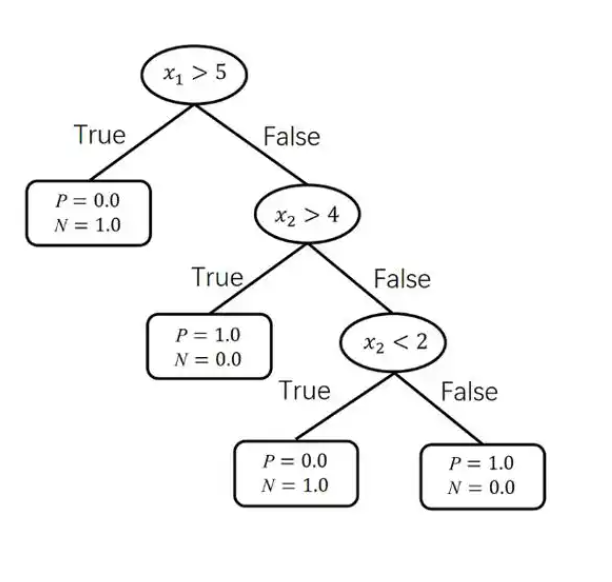 x₁ > 5
True
False
P = 0.0
N = 1.0
x₂ > 4
True
False
P = 1.0
N = 0.0
x₂ < 2
True
False
P = 0.0
N = 1.0
P = 1.0
N = 0.0